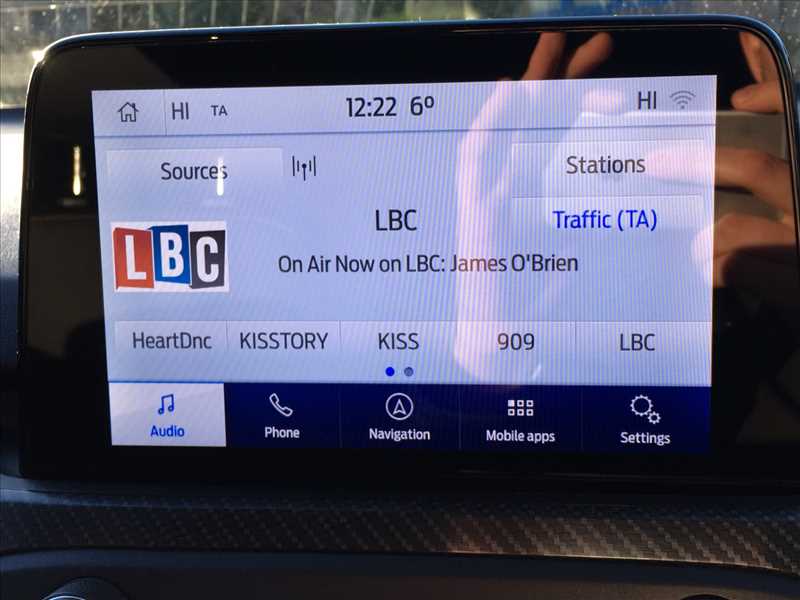 HI TA 12:22 6º HI
Sources Stations
LBC Traffic (TA)
LBC
On Air Now on LBC: James O'Brien
HeartDnc KISSTORY KISS 909 LBC
Audio Phone Navigation Mobile apps Settings